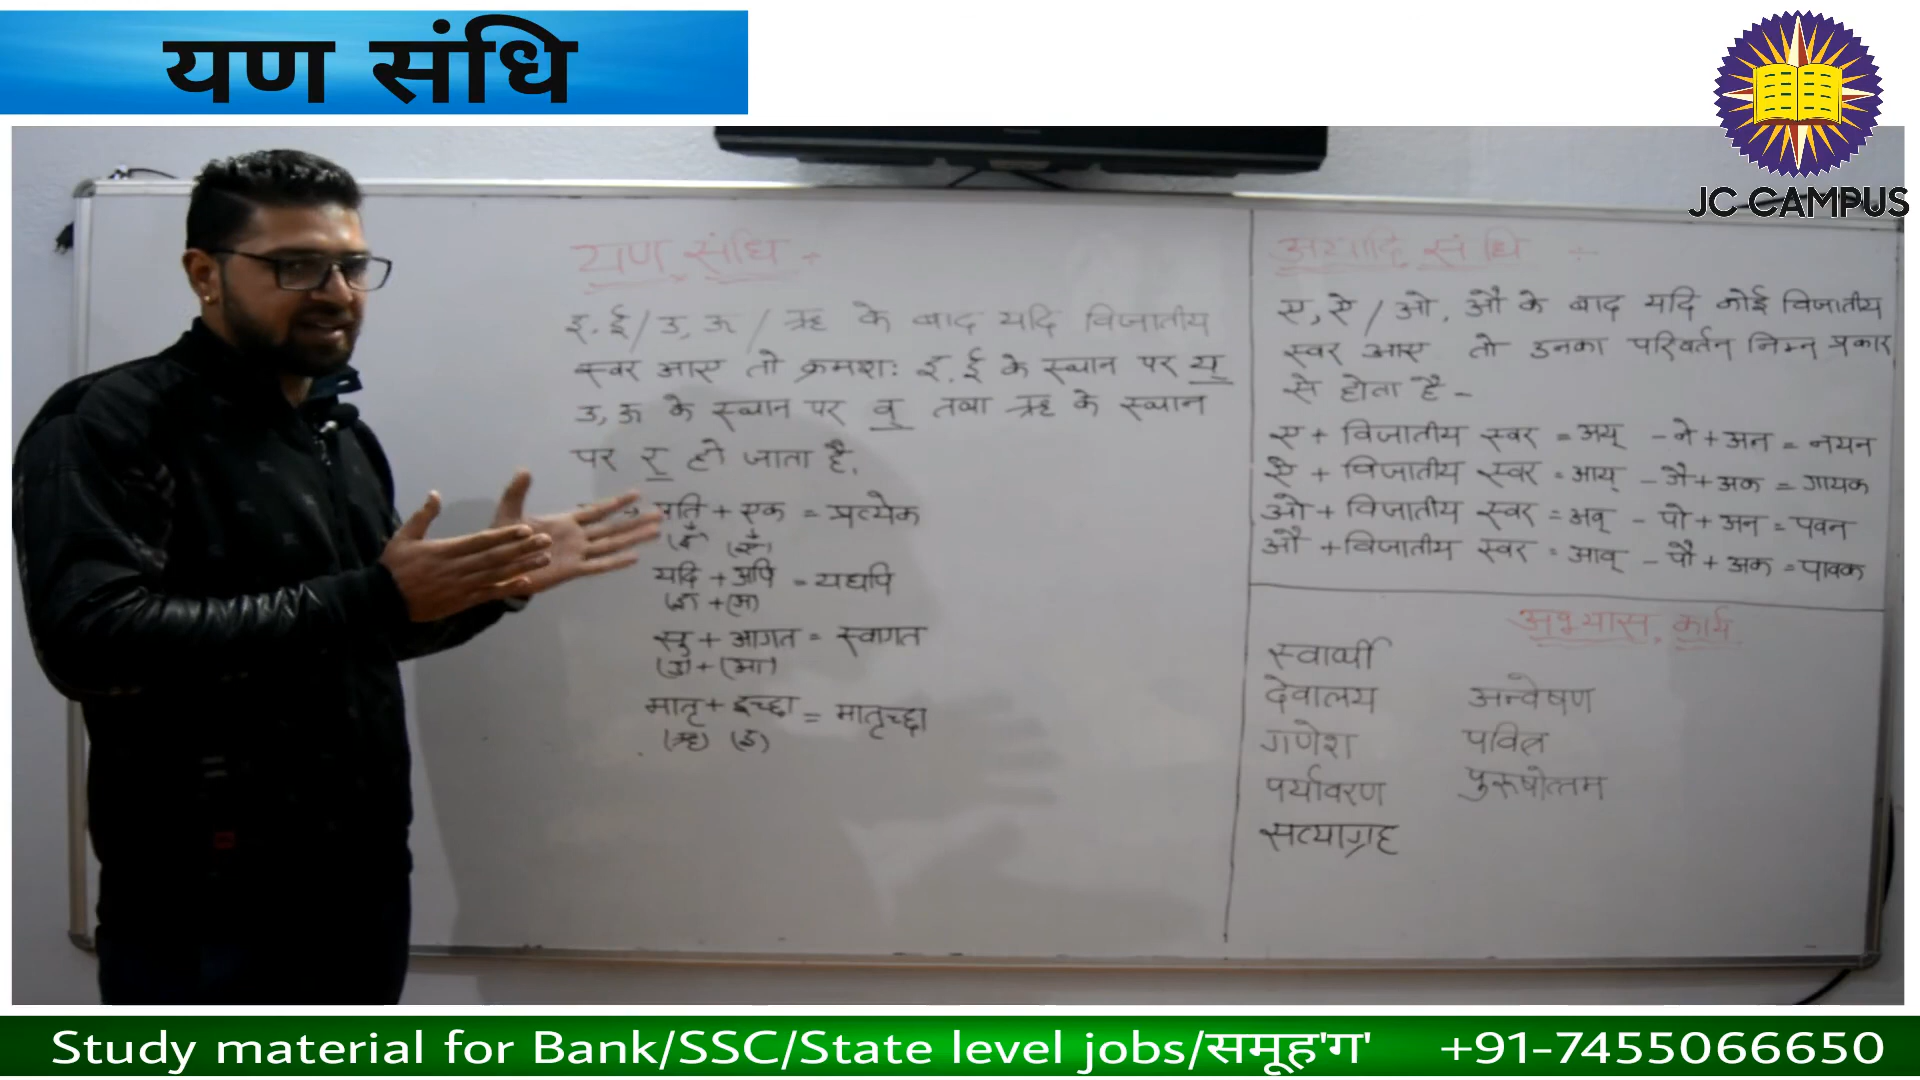 यण संधि
JC CAMPUS
यण संधि ÷
इ,ई/उ,ऊ/ऋ के बाद यदि विजातीय
स्वर आए तो क्रमशः इ,ई के स्थान पर य्
उ,ऊ के स्थान पर व् तथा ऋ के स्थान
पर र् हो जाता है,
प्रति + एक = प्रत्येक
(इ) + (ए)
यदि + अपि = यद्यपि
(इ) + (अ)
सु + आगत = स्वागत
(उ) + (आ)
मातृ + इच्छा = मातृच्छा
(ऋ) (इ)
अयादि संधि ÷
ए,ऐ/ओ,औ के बाद यदि कोई विजातीय
स्वर आए तो उनका परिवर्तन निम्न प्रकार
से होता है -
ए + विजातीय स्वर = अय् - ने + अन = नयन
ऐ + विजातीय स्वर = आय् - गै + अक = गायक
ओ + विजातीय स्वर = अव् - पो + अन = पवन
औ + विजातीय स्वर = आव् - पौ + अक = पावक
अभ्यास कार्य
स्वार्थी
देवालय अन्वेषण
गणेश पवित्र
पर्यावरण पुरूषोत्तम
सत्याग्रह
Study material for Bank/SSC/State level jobs/समूह'ग' +91-7455066650